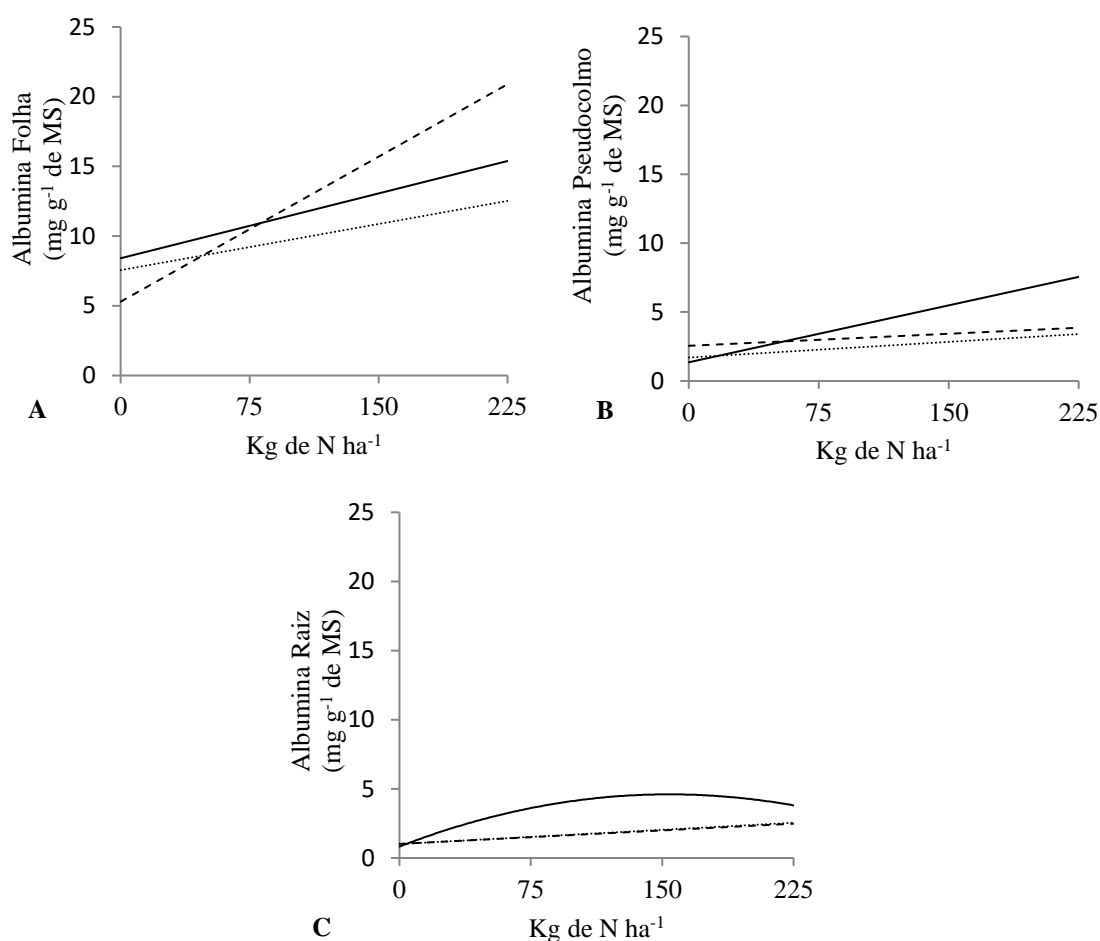 25
20
15
10
5
0
Albumina Folha
(mg g⁻¹ de MS)
0 75 150 225
A
Kg de N ha⁻¹
25
20
15
10
5
0
Albumina Pseudocolmo
(mg g⁻¹ de MS)
0 75 150 225
B
Kg de N ha⁻¹
25
20
15
10
5
0
Albumina Raiz
(mg g⁻¹ de MS)
0 75 150 225
C
Kg de N ha⁻¹